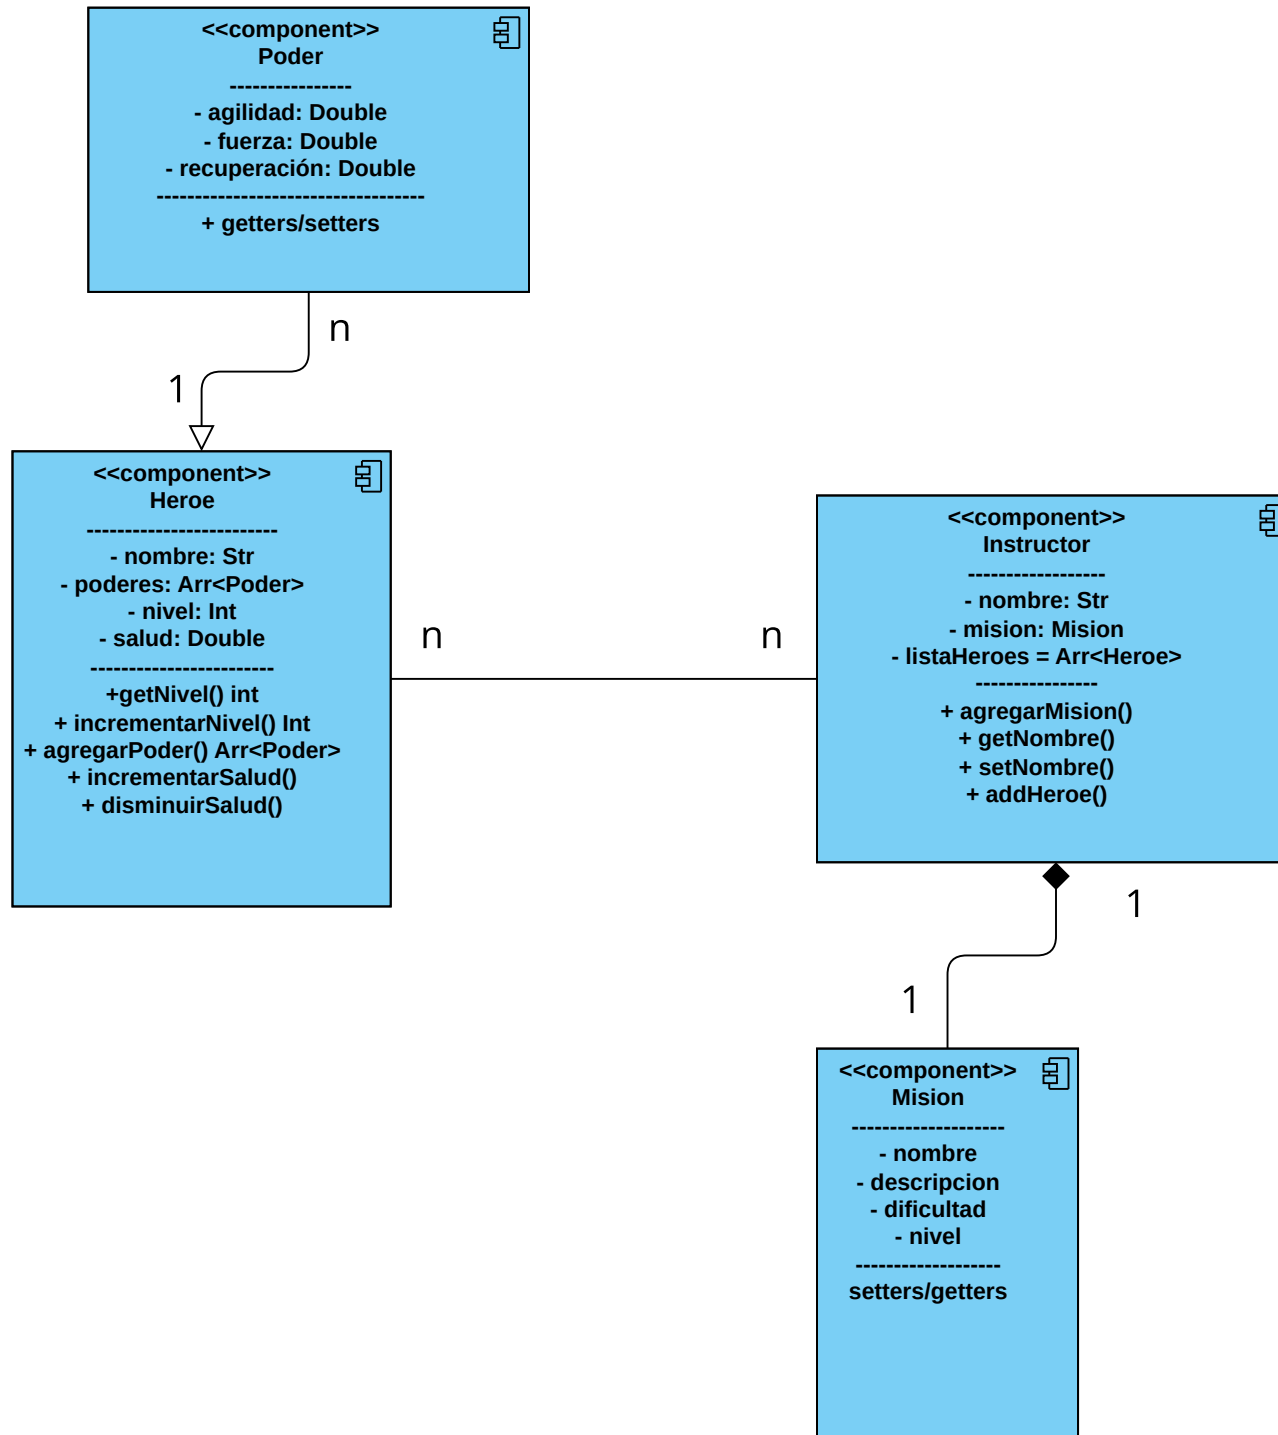 <<component>>
Poder
----------------
- agilidad: Double
- fuerza: Double
- recuperación: Double
-----------------------------------
+ getters/setters
n
1
<<component>>
Heroe
-------------------------
- nombre: Str
- poderes: Arr<Poder>
- nivel: Int
- salud: Double
------------------------
+getNivel() int
+ incrementarNivel() Int
+ agregarPoder() Arr<Poder>
+ incrementarSalud()
+ disminuirSalud()
n
n
<<component>>
Instructor
------------------
- nombre: Str
- mision: Mision
- listaHeroes = Arr<Heroe>
----------------
+ agregarMision()
+ getNombre()
+ setNombre()
+ addHeroe()
1
1
<<component>>
Mision
--------------------
- nombre
- descripcion
- dificultad
- nivel
-------------------
setters/getters